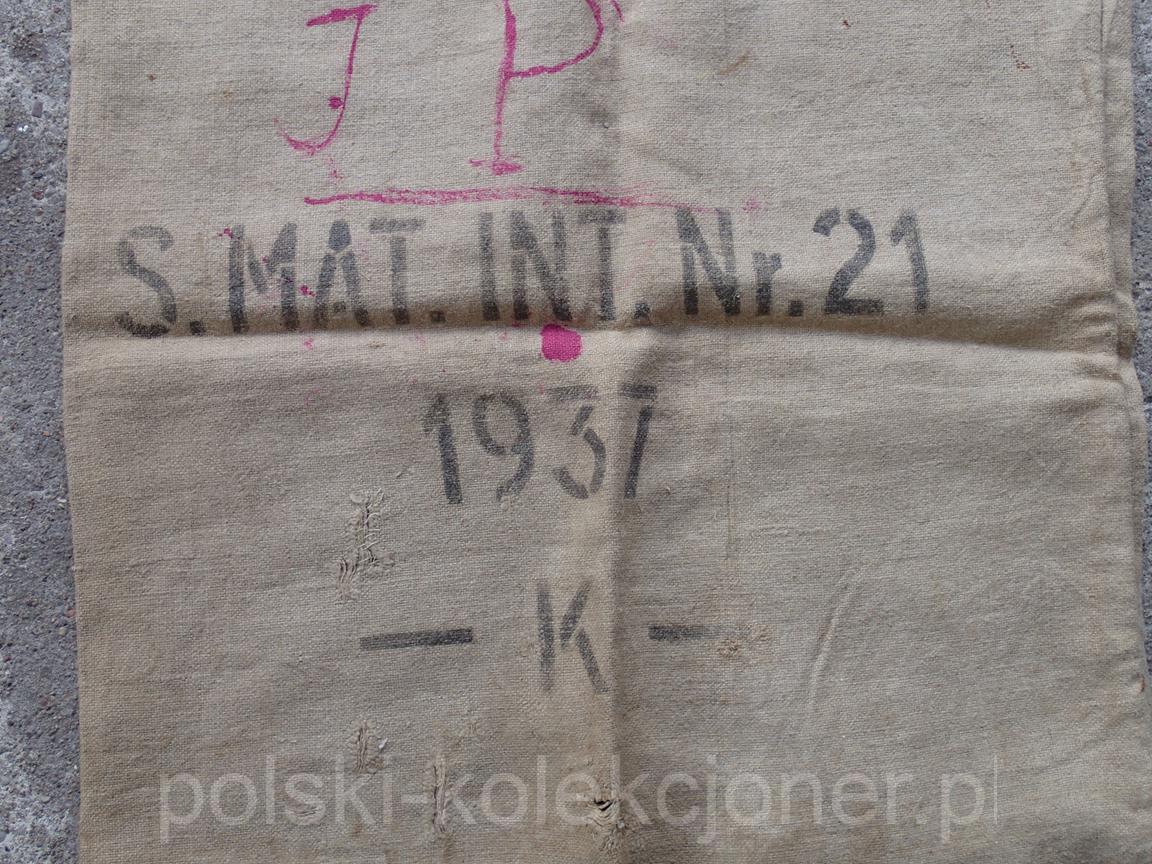 J P
S. MAT. INT. Nr. 21
1937
— K —
polski-kolekcjoner.pl